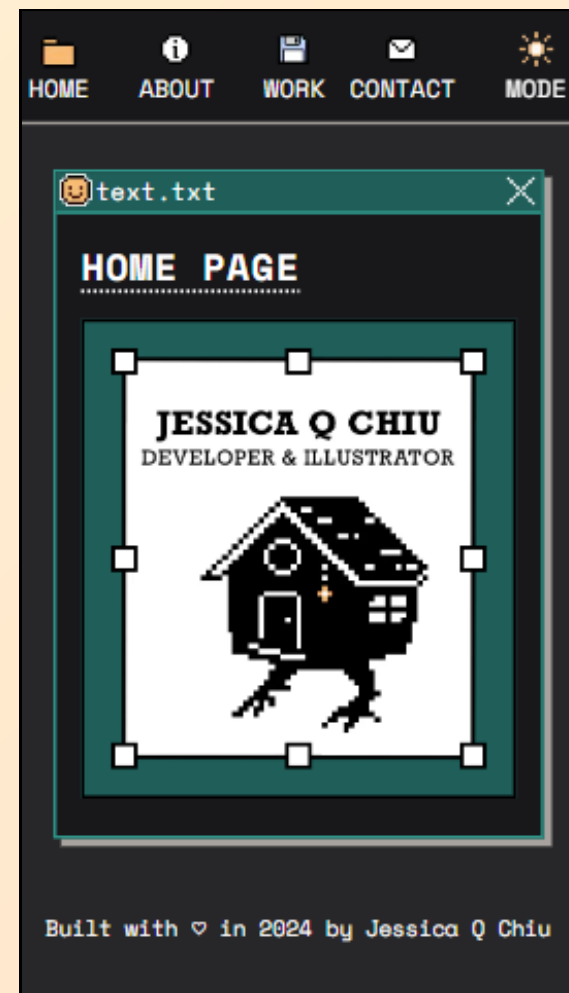 HOME ABOUT WORK CONTACT MODE
text.txt
HOME PAGE
JESSICA Q CHIU
DEVELOPER & ILLUSTRATOR
Built with ♡ in 2024 by Jessica Q Chiu